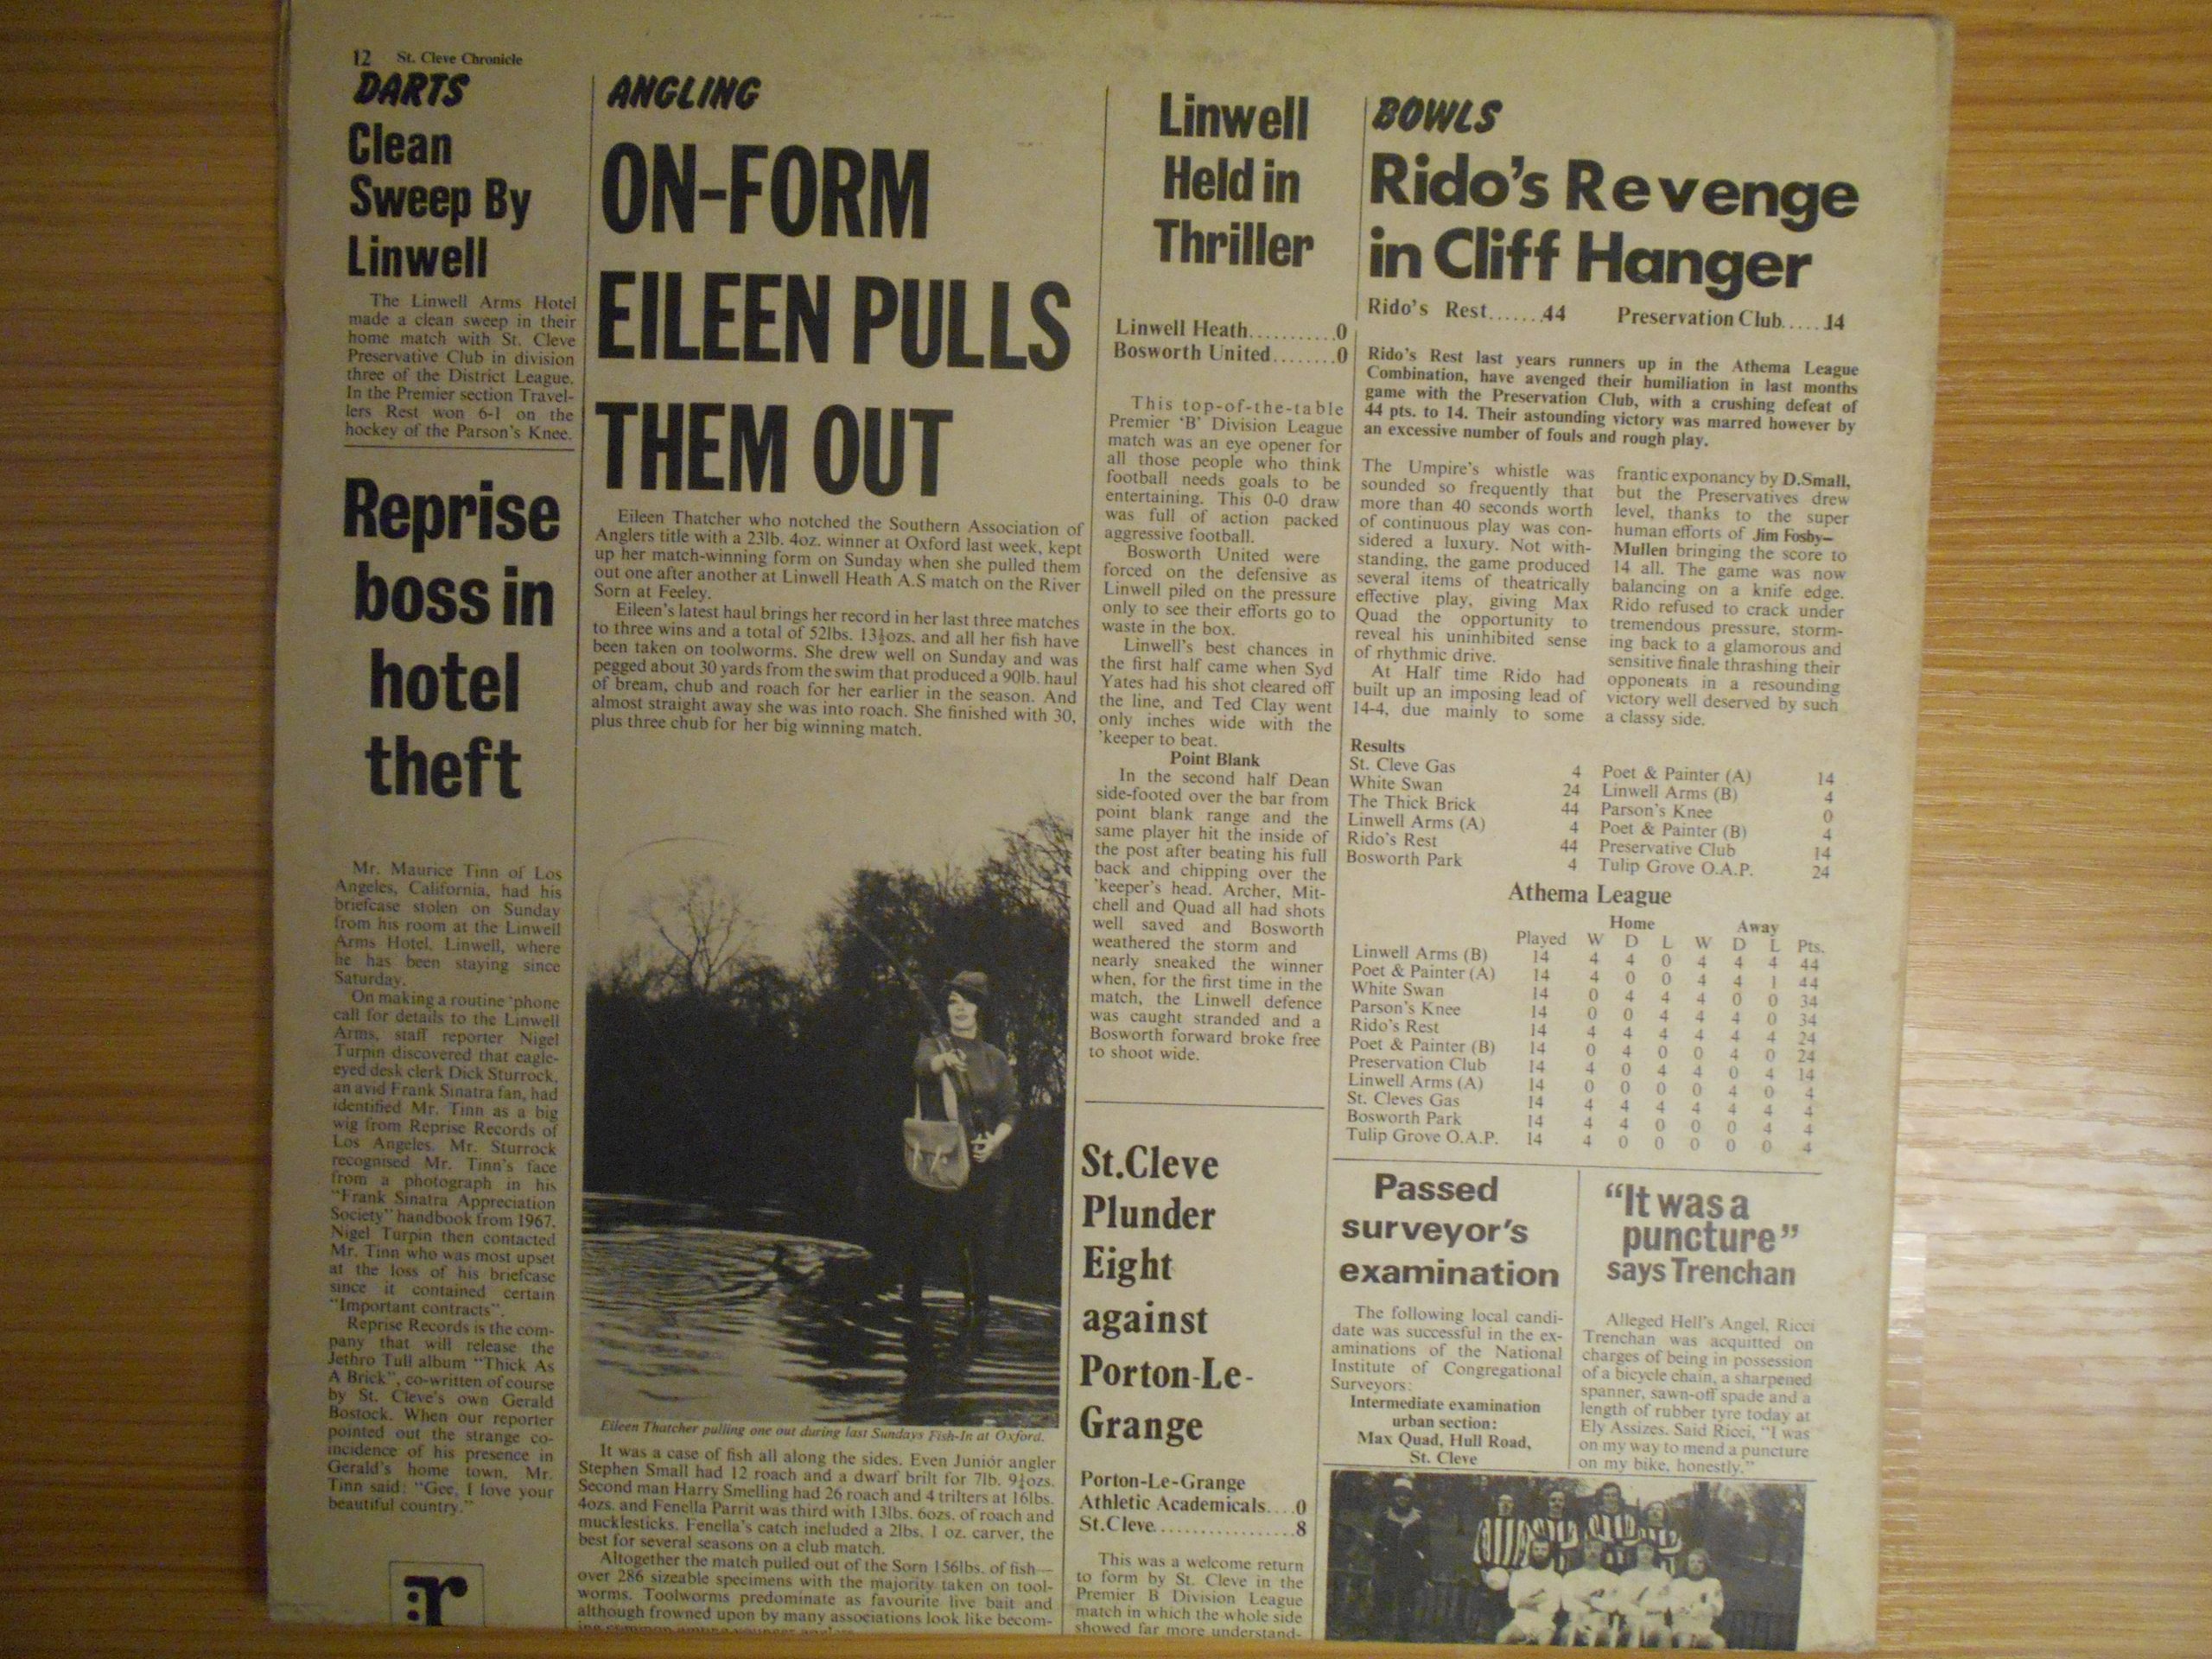 12 St. Cleve Chronicle
DARTS
Clean
Sweep By
Linwell
The Linwell Arms Hotel
made a clean sweep in their
home match with St. Cleve
Preservative Club in division
three of the District League.
In the Premier section Travel-
lers Rest won 6-1 on the
hockey of the Parson's Knee.
Reprise
boss in
hotel
theft
Mr. Maurice Tinn of Los
Angeles, California, had his
briefcase stolen on Sunday
from his room at the Linwell
Arms Hotel, Linwell, where
he has been staying since
Saturday.
On making a routine 'phone
call for details to the Linwell
Arms, staff reporter Nigel
Turpin discovered that eagle-
eyed desk clerk Dick Sturrock,
an avid Frank Sinatra fan, had
identified Mr. Tinn as a big
wig from Reprise Records of
Los Angeles. Mr. Sturrock
recognised Mr. Tinn's face
from a photograph in his
"Frank Sinatra Appreciation
Society" handbook from 1967.
Nigel Turpin then contacted
Mr. Tinn who was most upset
at the loss of his briefcase
since it contained certain
"Important contracts".
Reprise Records is the com-
pany that will release the
Jethro Tull album "Thick As
A Brick", co-written of course
by St. Cleve's own Gerald
Bostock. When our reporter
pointed out the strange co-
incidence of his presence in
Gerald's home town, Mr.
Tinn said: "Gee, I love your
beautiful country."
:r
ANGLING
ON-FORM
EILEEN PULLS
THEM OUT
Eileen Thatcher who notched the Southern Association of
Anglers title with a 23lb. 4oz. winner at Oxford last week, kept
up her match-winning form on Sunday when she pulled them
out one after another at Linwell Heath A.S match on the River
Sorn at Feeley.
Eileen's latest haul brings her record in her last three matches
to three wins and a total of 52lbs. 13½ozs. and all her fish have
been taken on toolworms. She drew well on Sunday and was
pegged about 30 yards from the swim that produced a 90lb. haul
of bream, chub and roach for her earlier in the season. And
almost straight away she was into roach. She finished with 30,
plus three chub for her big winning match.
Eileen Thatcher pulling one out during last Sundays Fish-In at Oxford.
It was a case of fish all along the sides. Even Junior angler
Stephen Small had 12 roach and a dwarf brilt for 7lb. 9½ozs.
Second man Harry Smelling had 26 roach and 4 trilters at 16lbs.
4ozs. and Fenella Parrit was third with 13lbs. 6ozs. of roach and
mucklesticks. Fenella's catch included a 2lbs. 1 oz. carver, the
best for several seasons on a club match.
Altogether the match pulled out of the Sorn 156lbs. of fish—
over 286 sizeable specimens with the majority taken on tool-
worms. Toolworms predominate as favourite live bait and
although frowned upon by many associations look like becom-
Linwell
Held in
Thriller
Linwell Heath...........0
Bosworth United........0
This top-of-the-table
Premier 'B' Division League
match was an eye opener for
all those people who think
football needs goals to be
entertaining. This 0-0 draw
was full of action packed
aggressive football.
Bosworth United were
forced on the defensive as
Linwell piled on the pressure
only to see their efforts go to
waste in the box.
Linwell's best chances in
the first half came when Syd
Yates had his shot cleared off
the line, and Ted Clay went
only inches wide with the
'keeper to beat.
Point Blank
In the second half Dean
side-footed over the bar from
point blank range and the
same player hit the inside of
the post after beating his full
back and chipping over the
'keeper's head. Archer, Mit-
chell and Quad all had shots
well saved and Bosworth
weathered the storm and
nearly sneaked the winner
when, for the first time in the
match, the Linwell defence
was caught stranded and a
Bosworth forward broke free
to shoot wide.
St.Cleve
Plunder
Eight
against
Porton-Le-
Grange
Porton-Le-Grange
Athletic Academicals....0
St.Cleve................8
This was a welcome return
to form by St. Cleve in the
Premier B Division League
match in which the whole side
showed far more understand-
BOWLS
Rido's Revenge
in Cliff Hanger
Rido's Rest.......44 Preservation Club.....14
Rido's Rest last years runners up in the Athema League
Combination, have avenged their humiliation in last months
game with the Preservation Club, with a crushing defeat of
44 pts. to 14. Their astounding victory was marred however by
an excessive number of fouls and rough play.
The Umpire's whistle was
sounded so frequently that
more than 40 seconds worth
of continuous play was con-
sidered a luxury. Not with-
standing, the game produced
several items of theatrically
effective play, giving Max
Quad the opportunity to
reveal his uninhibited sense
of rhythmic drive.
At Half time Rido had
built up an imposing lead of
14-4, due mainly to some
frantic exponancy by D.Small,
but the Preservatives drew
level, thanks to the super
human efforts of Jim Fosby—
Mullen bringing the score to
14 all. The game was now
balancing on a knife edge.
Rido refused to crack under
tremendous pressure, storm-
ing back to a glamorous and
sensitive finale thrashing their
opponents in a resounding
victory well deserved by such
a classy side.
Results
St. Cleve Gas 4 Poet & Painter (A) 14
White Swan 24 Linwell Arms (B) 4
The Thick Brick 44 Parson's Knee 0
Linwell Arms (A) 4 Poet & Painter (B) 4
Rido's Rest 44 Preservative Club 14
Bosworth Park 4 Tulip Grove O.A.P. 24
Athema League
Home Away
Played W D L W D L Pts.
Linwell Arms (B) 14 4 4 0 4 4 4 44
Poet & Painter (A) 14 4 0 0 4 4 1 44
White Swan 14 0 4 4 4 0 0 34
Parson's Knee 14 0 0 4 4 4 0 34
Rido's Rest 14 4 4 4 4 4 4 24
Poet & Painter (B) 14 0 4 0 0 4 0 24
Preservation Club 14 4 0 4 4 0 4 14
Linwell Arms (A) 14 0 0 0 0 4 0 4
St. Cleves Gas 14 4 4 4 4 4 4 4
Bosworth Park 14 4 4 0 0 0 4 4
Tulip Grove O.A.P. 14 4 0 0 0 0 0 4
Passed
surveyor's
examination
The following local candi-
date was successful in the ex-
aminations of the National
Institute of Congregational
Surveyors:
Intermediate examination
urban section:
Max Quad, Hull Road,
St. Cleve
"It was a
puncture"
says Trenchan
Alleged Hell's Angel, Ricci
Trenchan was acquitted on
charges of being in possession
of a bicycle chain, a sharpened
spanner, sawn-off spade and a
length of rubber tyre today at
Ely Assizes. Said Ricci, "I was
on my way to mend a puncture
on my bike, honestly."